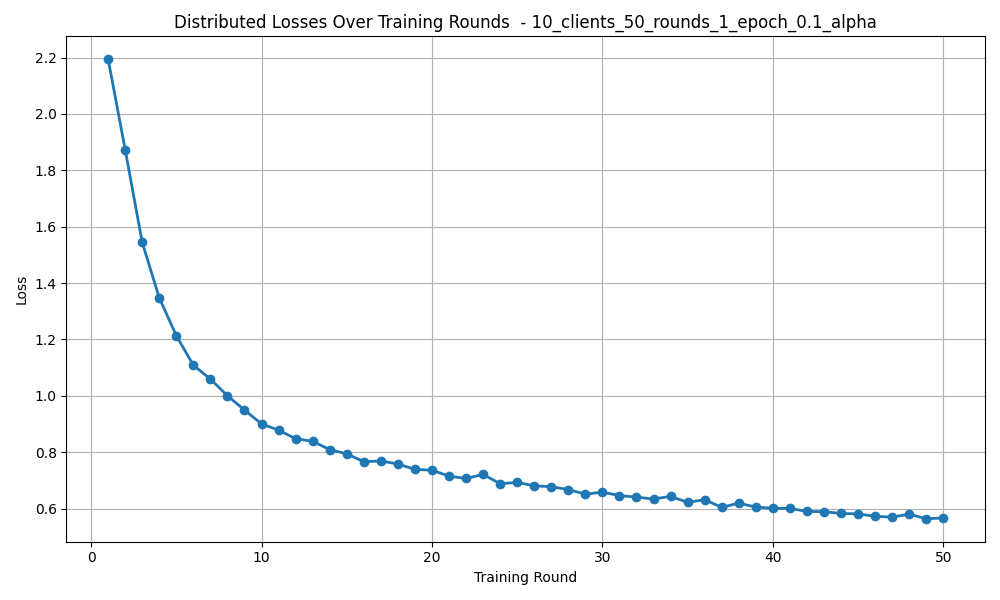 Distributed Losses Over Training Rounds  - 10_clients_50_rounds_1_epoch_0.1_alpha
2.2
2.0
1.8
1.6
1.4
1.2
1.0
0.8
0.6
Loss
0 10 20 30 40 50
Training Round